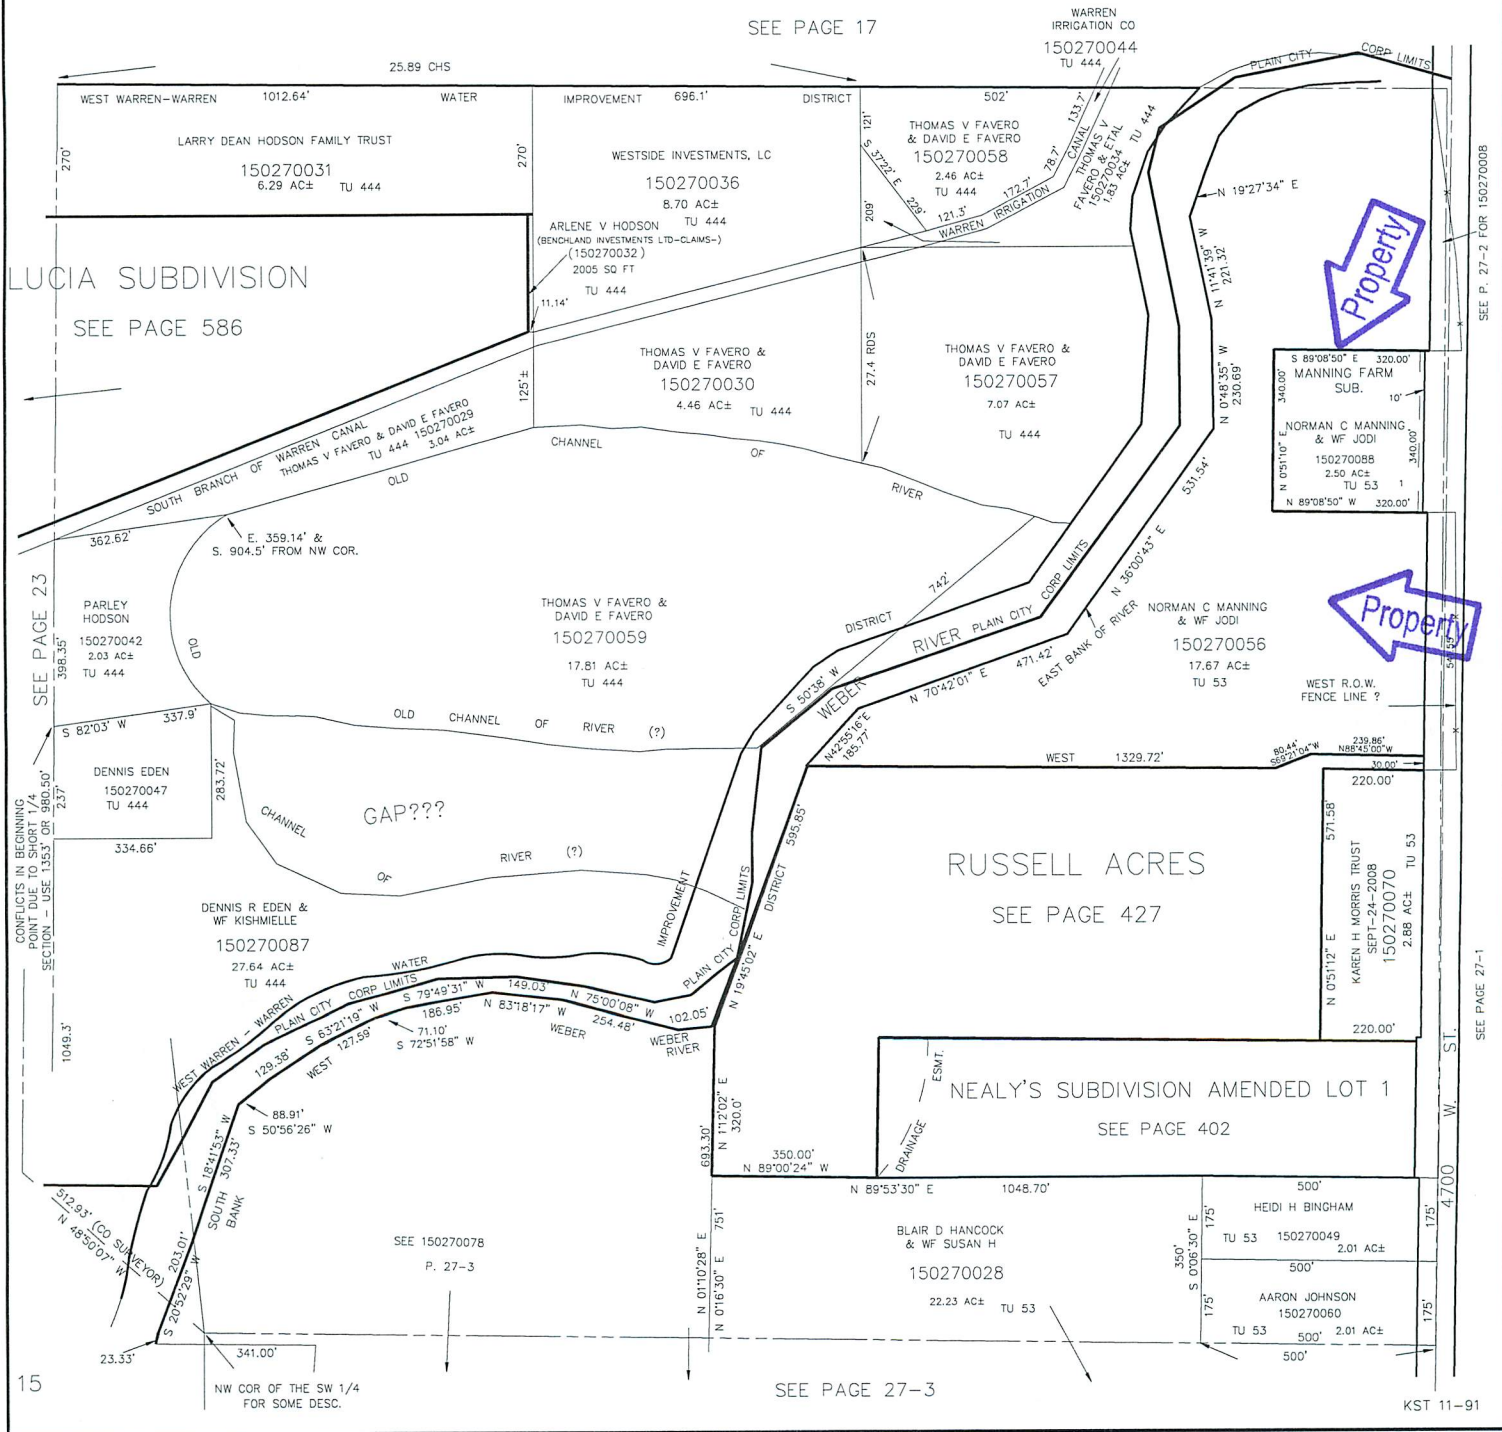 SEE PAGE 17
WARREN
IRRIGATION CO
150270044
TU 444
25.89 CHS
PLAIN CITY CORP LIMITS
WEST WARREN-WARREN 1012.64' WATER IMPROVEMENT 696.1' DISTRICT 502'
133.7'
CANAL
78.7'
172.7'
121.3'
WARREN IRRIGATION
LARRY DEAN HODSON FAMILY TRUST
150270031
6.29 AC± TU 444
270'
270'
WESTSIDE INVESTMENTS, LC
150270036
8.70 AC±
TU 444
121'
S 37°22' E
229'
209'
THOMAS V FAVERO
& DAVID E FAVERO
150270058
2.46 AC±
TU 444
THOMAS V
FAVERO & ETAL
150270034 TU 444
1.83 AC±
N 19°27'34" E
SEE P. 27-2 FOR 150270008
ARLENE V HODSON
(BENCHLAND INVESTMENTS LTD-CLAIMS-)
(150270032)
2005 SQ FT
TU 444
11.14'
LUCIA SUBDIVISION
SEE PAGE 586
N 11°41'39" W
221.32'
Property
THOMAS V FAVERO &
DAVID E FAVERO
150270030
4.46 AC± TU 444
125'±
27.4 RDS
THOMAS V FAVERO &
DAVID E FAVERO
150270057
7.07 AC±
TU 444
N 0°48'35" W
230.69'
S 89°08'50" E 320.00'
MANNING FARM
SUB.
10'
340.00'
N 0°51'10" E
NORMAN C MANNING
& WF JODI
150270088
2.50 AC±
TU 53 1
340.00'
N 89°08'50" W 320.00'
SOUTH BRANCH OF WARREN CANAL
THOMAS V FAVERO & DAVID E FAVERO
TU 444 150270029
3.04 AC±
OLD CHANNEL OF RIVER
531.54'
N 36°00'43" E
362.62'
E. 359.14' &
S. 904.5' FROM NW COR.
SEE PAGE 23
398.35'
PARLEY
HODSON
150270042
2.03 AC±
TU 444
OLD
THOMAS V FAVERO &
DAVID E FAVERO
150270059
17.81 AC±
TU 444
742'
DISTRICT
S 50°38' W
WEBER RIVER PLAIN CITY CORP LIMITS
EAST BANK OF RIVER
N 70°42'01" E 471.42'
N42°55'16"E
185.77'
NORMAN C MANNING
& WF JODI
150270056
17.67 AC±
TU 53
Property
WEST R.O.W.
FENCE LINE ?
S 82°03' W 337.9'
OLD CHANNEL OF RIVER (?)
WEST 1329.72'
80.44'
S69°21'04"W
239.86'
N88°45'00"W
30.00'
220.00'
DENNIS EDEN
150270047
TU 444
237'
283.72'
334.66'
CONFLICTS IN BEGINNING
POINT DUE TO SHORT 1/4
SECTION - USE 1353' OR 980.50'
GAP???
CHANNEL OF RIVER (?)
595.85'
DISTRICT
RUSSELL ACRES
SEE PAGE 427
571.58'
N 0°51'12" E
KAREN H MORRIS TRUST
SEPT-24-2008
150270070
2.88 AC± TU 53
220.00'
SEE PAGE 27-1
DENNIS R EDEN &
WF KISHMIELLE
150270087
27.64 AC±
TU 444
1049.3'
IMPROVEMENT
PLAIN CITY CORP LIMITS
N 19°45'02" E
WEST WARREN - WARREN WATER
PLAIN CITY CORP LIMITS
129.38'
S 63°21'19" W
WEST 127.59'
S 79°49'31" W
186.95'
71.10'
S 72°51'58" W
149.03'
N 83°18'17" W
N 75°00'08" W
254.48'
102.05'
WEBER
WEBER
RIVER
88.91'
S 50°56'26" W
S 18°41'53" W
307.33'
SOUTH
BANK
N 1°12'02" E
320.0'
693.30'
350.00'
N 89°00'24" W
DRAINAGE ESMT.
NEALY'S SUBDIVISION AMENDED LOT 1
SEE PAGE 402
4700 W. ST.
N 89°53'30" E 1048.70'
512.93' (CO SURVEYOR)
N 48°50'07" W
203.01'
S 20°52'29" W
SEE 150270078
P. 27-3
N 01°10'28" E
N 0°16'30" E 751'
BLAIR D HANCOCK
& WF SUSAN H
150270028
22.23 AC± TU 53
350'
S 0°06'30" E
175'
500'
HEIDI H BINGHAM
TU 53 150270049
2.01 AC±
175'
500'
175'
AARON JOHNSON
150270060
TU 53 500' 2.01 AC±
175'
500'
23.33'
341.00'
NW COR OF THE SW 1/4
FOR SOME DESC.
15
SEE PAGE 27-3
KST 11-91